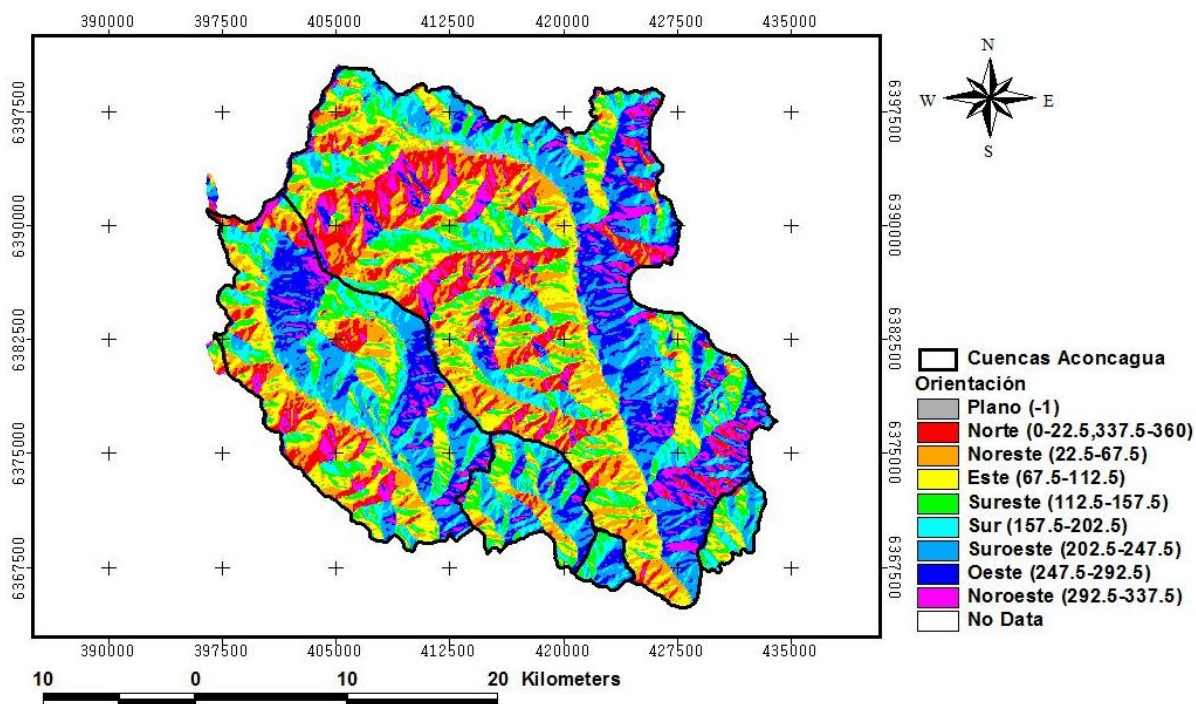 390000 397500 405000 412500 420000 427500 435000
6397500 6397500
6390000 6390000
6382500 6382500
6375000 6375000
6367500 6367500
390000 397500 405000 412500 420000 427500 435000
N
W E
S
Cuencas Aconcagua
Orientación
Plano (-1)
Norte (0-22.5,337.5-360)
Noreste (22.5-67.5)
Este (67.5-112.5)
Sureste (112.5-157.5)
Sur (157.5-202.5)
Suroeste (202.5-247.5)
Oeste (247.5-292.5)
Noroeste (292.5-337.5)
No Data
10 0 10 20 Kilometers